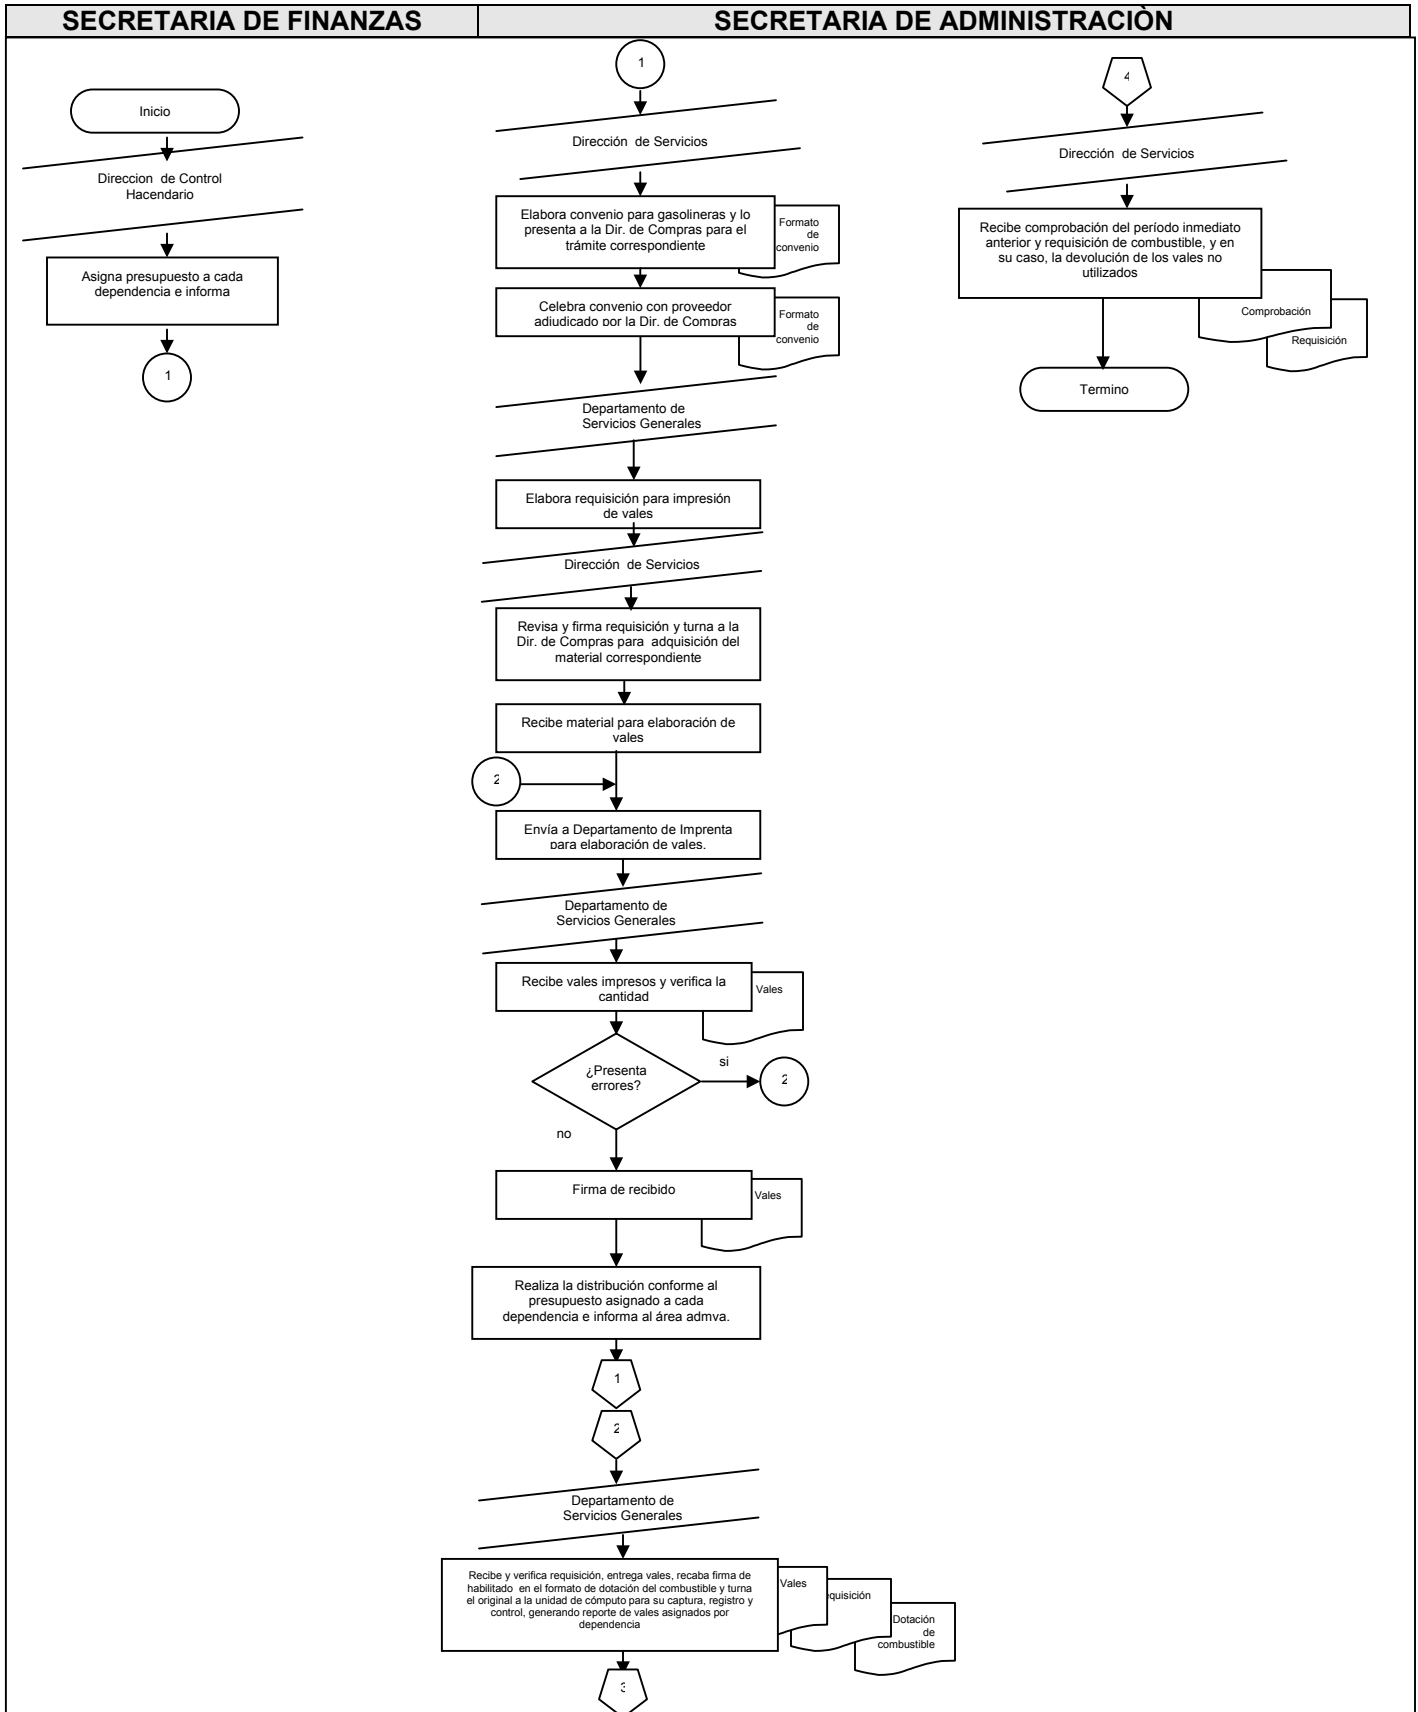 SECRETARIA DE FINANZAS
SECRETARIA DE ADMINISTRACIÒN
Inicio
Direccion de Control
Hacendario
Asigna presupuesto a cada
dependencia e informa
1
1
Dirección de Servicios
Elabora convenio para gasolineras y lo
presenta a la Dir. de Compras para el
trámite correspondiente
Formato
de
convenio
Celebra convenio con proveedor
adjudicado por la Dir. de Compras
Formato
de
convenio
Departamento de
Servicios Generales
Elabora requisición para impresión
de vales
Dirección de Servicios
Revisa y firma requisición y turna a la
Dir. de Compras para adquisición del
material correspondiente
Recibe material para elaboración de
vales
2
Envía a Departamento de Imprenta
para elaboración de vales.
Departamento de
Servicios Generales
Recibe vales impresos y verifica la
cantidad
Vales
¿Presenta
errores?
si
2
no
Firma de recibido
Vales
Realiza la distribución conforme al
presupuesto asignado a cada
dependencia e informa al área admva.
1
2
Departamento de
Servicios Generales
Recibe y verifica requisición, entrega vales, recaba firma de
habilitado en el formato de dotación del combustible y turna
el original a la unidad de cómputo para su captura, registro y
control, generando reporte de vales asignados por
dependencia
Vales
equisición
Dotación
de
combustible
3
4
Dirección de Servicios
Recibe comprobación del período inmediato
anterior y requisición de combustible, y en
su caso, la devolución de los vales no
utilizados
Comprobación
Requisición
Termino